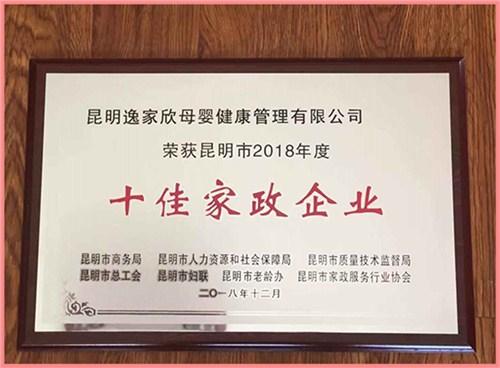 昆明逸家欣母婴健康管理有限公司
荣获昆明市2018年度
十佳家政企业
昆明市商务局 昆明市人力资源和社会保障局 昆明市质量技术监督局
昆明市总工会 昆明市妇联 昆明市老龄办 昆明市家政服务行业协会
二〇一八年十二月